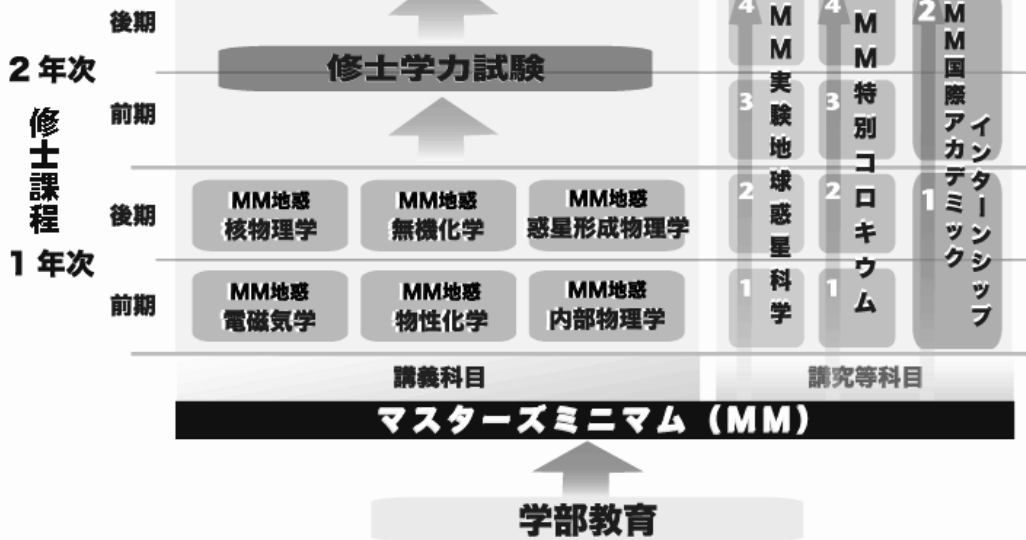 後期
2年次
修士学力試験
前期
修士課程
後期
MM地惑
核物理学
MM地惑
無機化学
MM地惑
惑星形成物理学
1年次
前期
MM地惑
電磁気学
MM地惑
物性化学
MM地惑
内部物理学
4
3
2
1
MM実験地球惑星科学
4
3
2
1
MM特別コロキウム
2
1
MM国際アカデミック
インターンシップ
講義科目
講究等科目
マスターズミニマム（MM）
学部教育